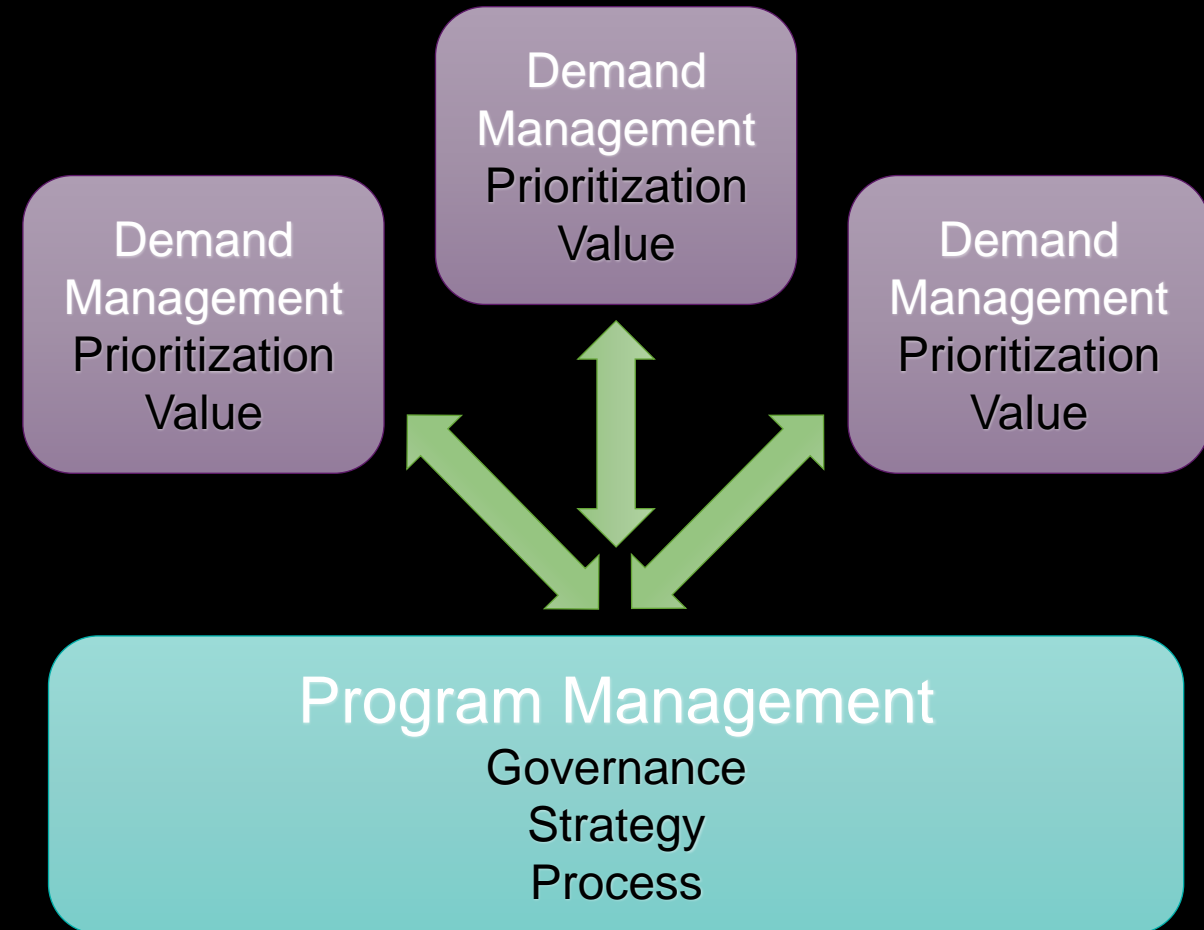 Demand
Management
Prioritization
Value
Demand
Management
Prioritization
Value
Demand
Management
Prioritization
Value
Program Management
Governance
Strategy
Process